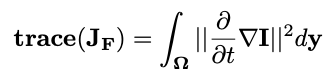 trace(J_F) = ∫_Ω ||∂/∂t ∇I||² dy